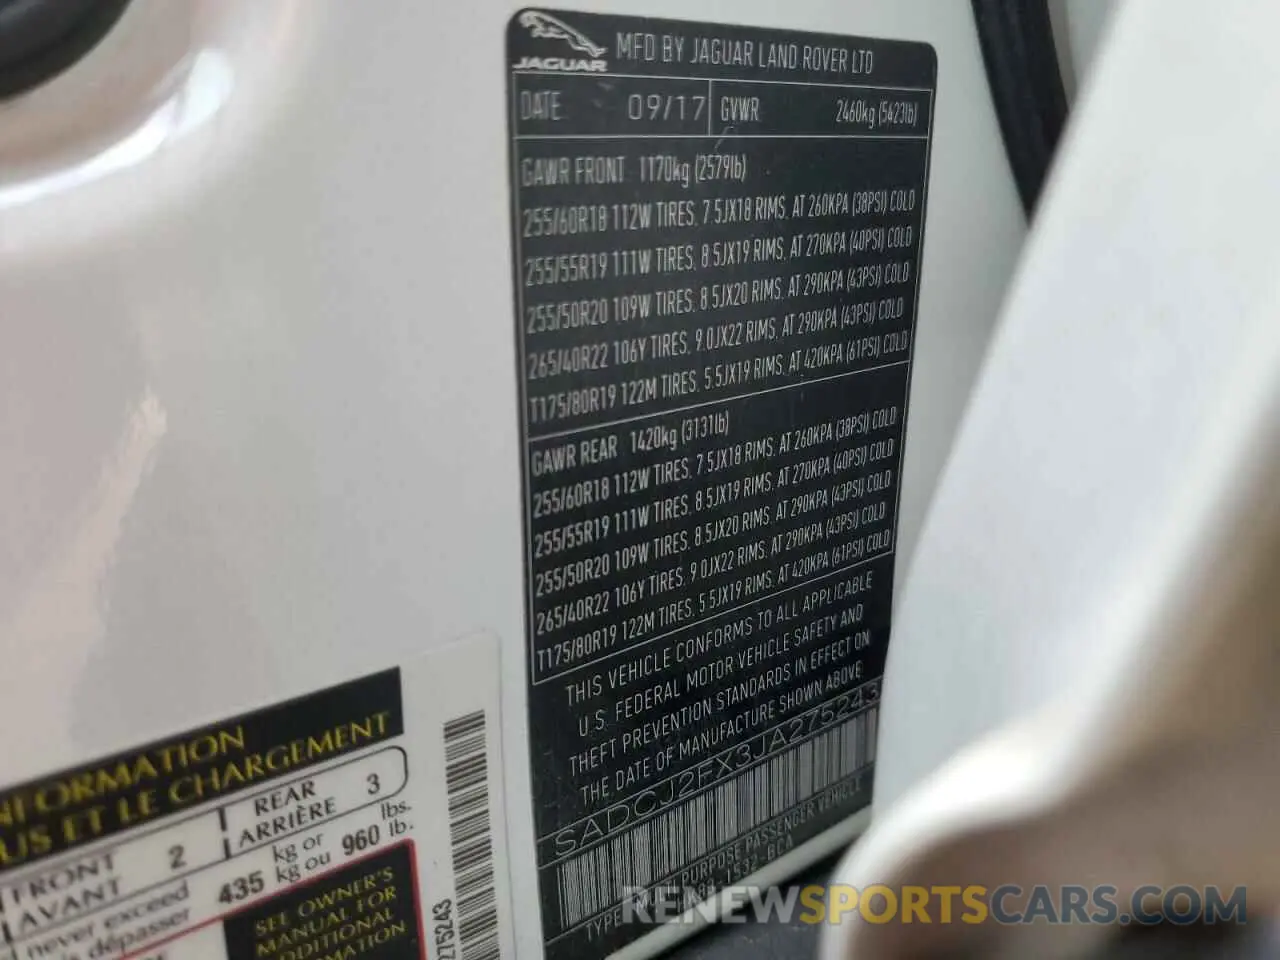 JAGUAR MFD BY JAGUAR LAND ROVER LTD
DATE 09/17 GVWR 2460kg (5423lb)
GAWR FRONT 1170kg (2579lb)
255/60R18 112W TIRES, 7.5JX18 RIMS, AT 260KPA (38PSI) COLD
255/55R19 111W TIRES, 8.5JX19 RIMS, AT 270KPA (40PSI) COLD
255/50R20 109W TIRES, 8.5JX20 RIMS, AT 290KPA (43PSI) COLD
265/40R22 106Y TIRES, 9.0JX22 RIMS, AT 290KPA (43PSI) COLD
T175/80R19 122M TIRES, 5.5JX19 RIMS, AT 420KPA (61PSI) COLD
GAWR REAR 1420kg (3131lb)
255/60R18 112W TIRES, 7.5JX18 RIMS, AT 260KPA (38PSI) COLD
255/55R19 111W TIRES, 8.5JX19 RIMS, AT 270KPA (40PSI) COLD
255/50R20 109W TIRES, 8.5JX20 RIMS, AT 290KPA (43PSI) COLD
265/40R22 106Y TIRES, 9.0JX22 RIMS, AT 290KPA (43PSI) COLD
T175/80R19 122M TIRES, 5.5JX19 RIMS, AT 420KPA (61PSI) COLD
THIS VEHICLE CONFORMS TO ALL APPLICABLE
U.S. FEDERAL MOTOR VEHICLE SAFETY AND
THEFT PREVENTION STANDARDS IN EFFECT ON
THE DATE OF MANUFACTURE SHOWN ABOVE
SADCJ2FX3JA275243
TYPE: MULTIPURPOSE PASSENGER VEHICLE
1532-BCA
INFORMATION
US ET LE CHARGEMENT
FRONT 2 REAR 3
AVANT ARRIÈRE
never exceed 435 kg or 960 lbs.
dépasser kg ou lb.
SEE OWNER'S
MANUAL FOR
ADDITIONAL
INFORMATION
275243
RENEWSPORTSCARS.COM